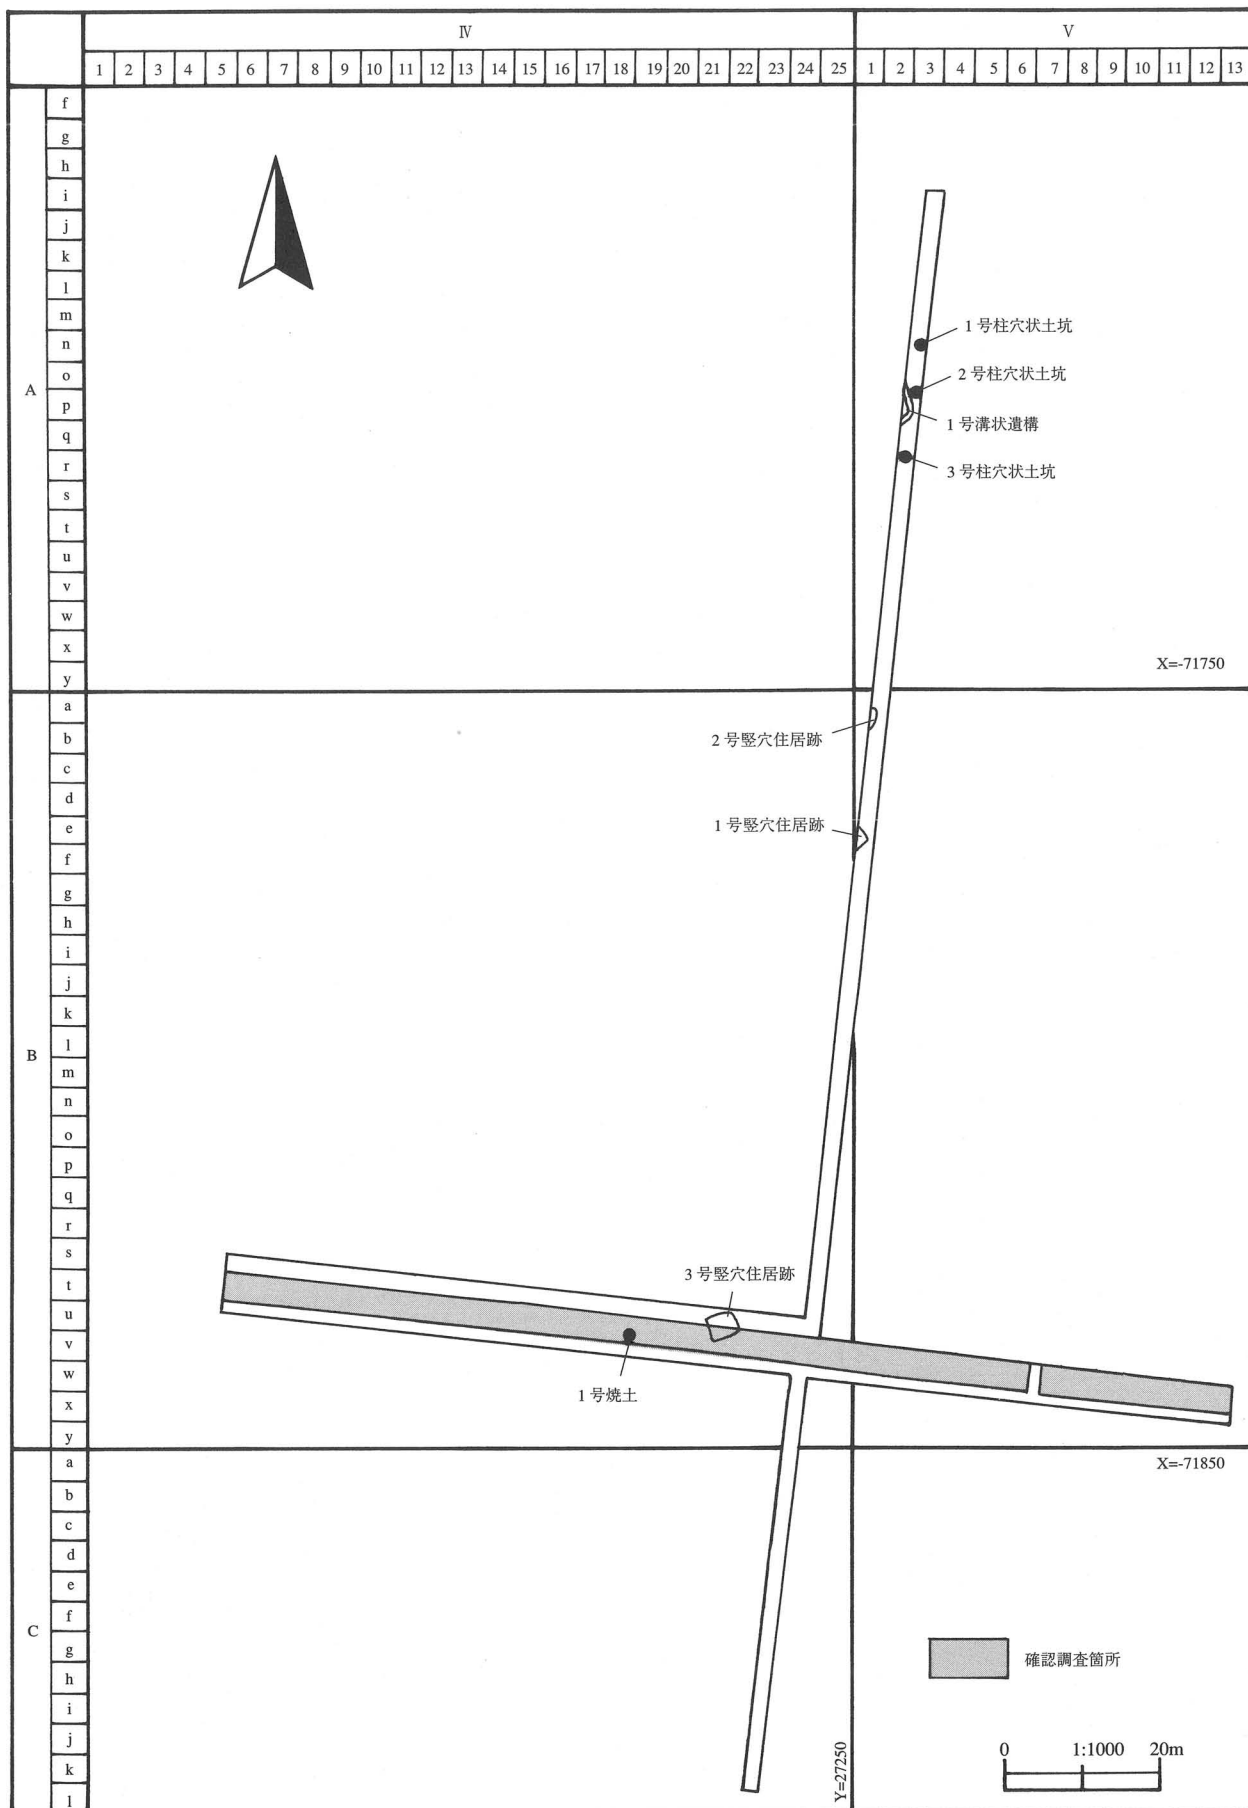 Ⅳ Ⅴ
1 2 3 4 5 6 7 8 9 10 11 12 13 14 15 16 17 18 19 20 21 22 23 24 25 1 2 3 4 5 6 7 8 9 10 11 12 13
A
f
g
h
i
j
k
l
m
n
o
p
q
r
s
t
u
v
w
x
y
1号柱穴状土坑
2号柱穴状土坑
1号溝状遺構
3号柱穴状土坑
X=-71750
B
a
b
c
d
e
f
g
h
i
j
k
l
m
n
o
p
q
r
s
t
u
v
w
x
y
2号竪穴住居跡
1号竪穴住居跡
3号竪穴住居跡
1号焼土
X=-71850
C
a
b
c
d
e
f
g
h
i
j
k
l
確認調査箇所
Y=27250
0 1:1000 20m